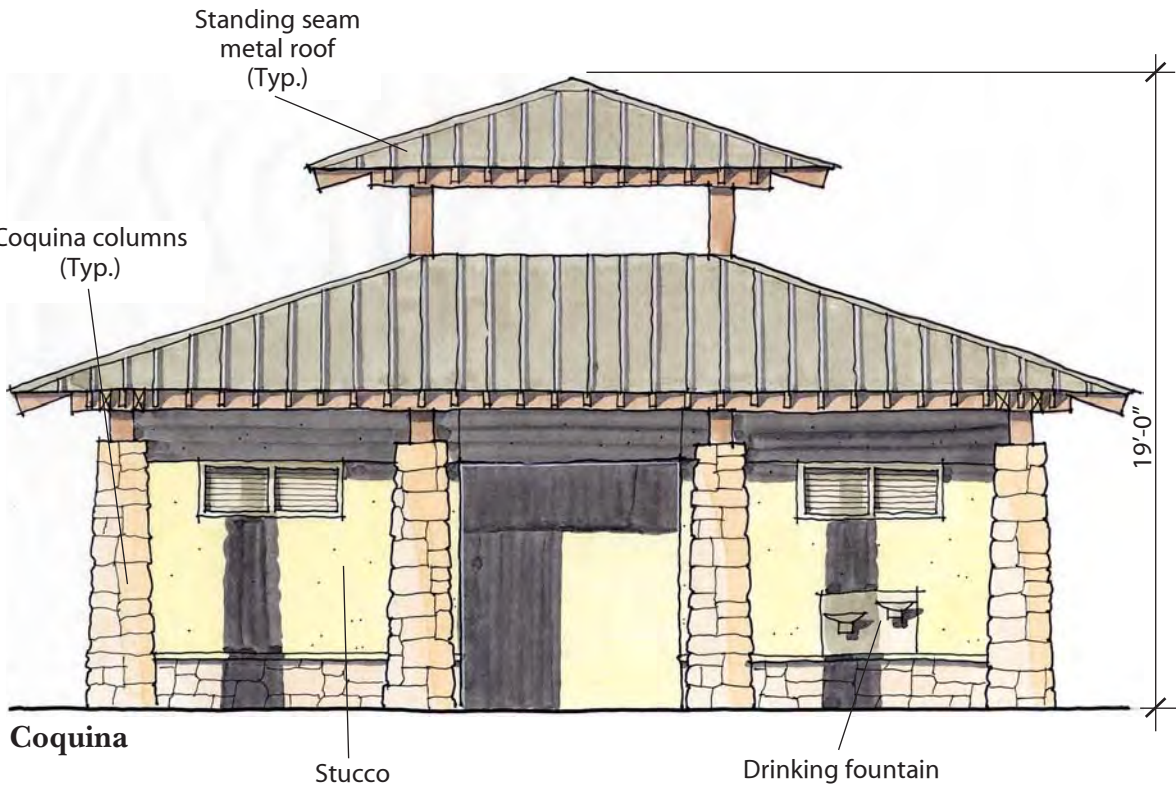 Standing seam
metal roof
(Typ.)
Coquina columns
(Typ.)
19'-0"
Coquina
Stucco
Drinking fountain